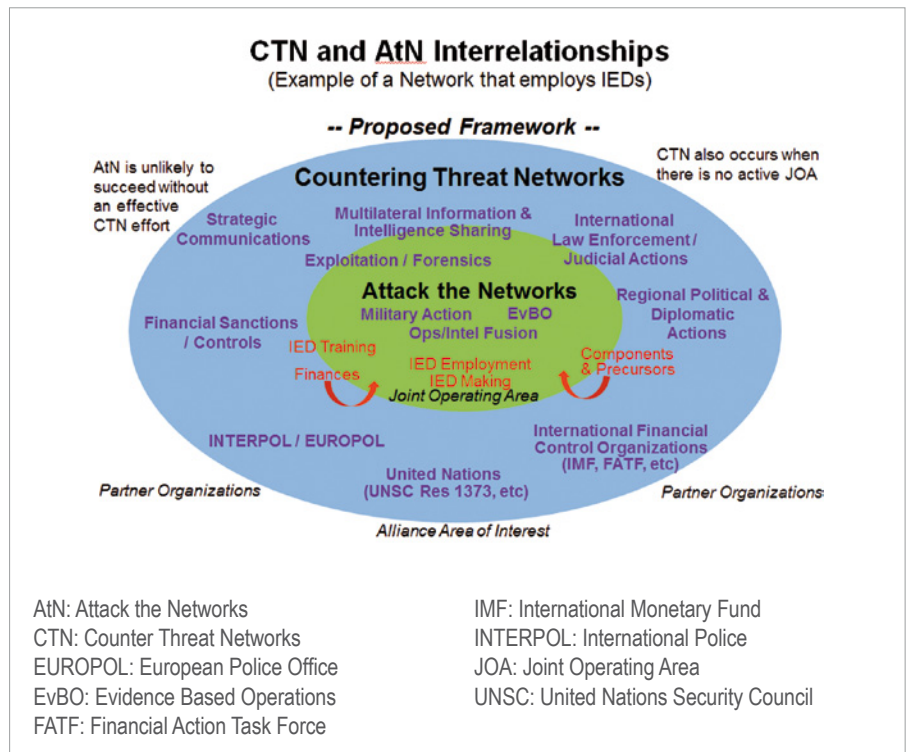 CTN and AtN Interrelationships
(Example of a Network that employs IEDs)
-- Proposed Framework --
AtN is unlikely to
succeed without
an effective
CTN effort
CTN also occurs when
there is no active JOA
Countering Threat Networks
Strategic
Communications
Multilateral Information &
Intelligence Sharing
International
Law Enforcement /
Judicial Actions
Exploitation / Forensics
Attack the Networks
Military Action
EvBO
Ops/Intel Fusion
Regional Political &
Diplomatic
Actions
Financial Sanctions
/ Controls
IED Training
Finances
IED Employment
IED Making
Components
& Precursors
Joint Operating Area
INTERPOL / EUROPOL
United Nations
(UNSC Res 1373, etc)
International Financial
Control Organizations
(IMF, FATF, etc)
Partner Organizations
Partner Organizations
Alliance Area of Interest
AtN: Attack the Networks
CTN: Counter Threat Networks
EUROPOL: European Police Office
EvBO: Evidence Based Operations
FATF: Financial Action Task Force
IMF: International Monetary Fund
INTERPOL: International Police
JOA: Joint Operating Area
UNSC: United Nations Security Council